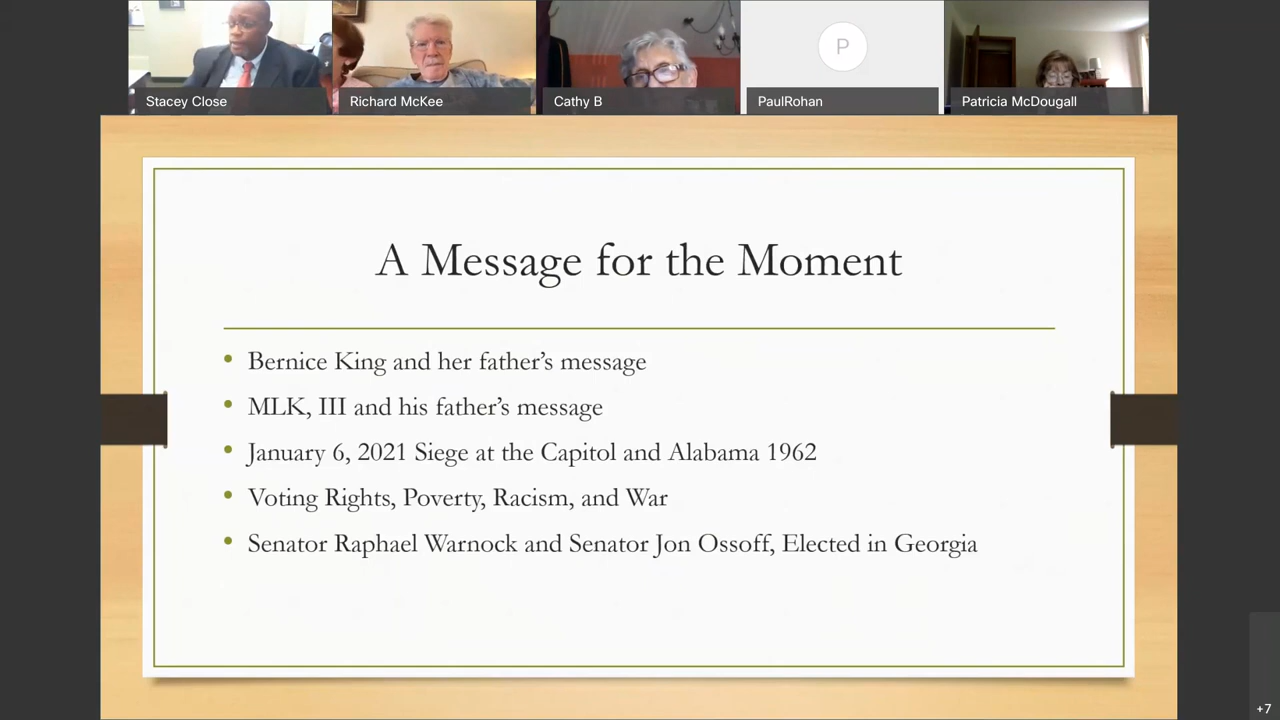 Stacey Close
Richard McKee
Cathy B
P
PaulRohan
Patricia McDougall
A Message for the Moment
• Bernice King and her father’s message
• MLK, III and his father’s message
• January 6, 2021 Siege at the Capitol and Alabama 1962
• Voting Rights, Poverty, Racism, and War
• Senator Raphael Warnock and Senator Jon Ossoff, Elected in Georgia
+7